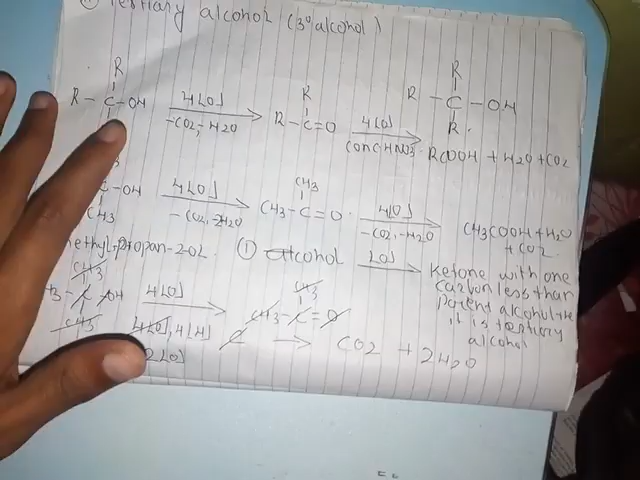 Tertiary alcohol (3° alcohol)
R R
R - C - OH 4[O] R - C = O 4[O] R - C - OH
-CO2, -H2O conc HNO3 R
RCOOH + H2O + CO2
CH3
C - OH 4[O] CH3 - C = O 4[O] CH3COOH + H2O
CH3 -CO2, -2H2O -CO2, -H2O + CO2
methyl-propan-2-ol ① alcohol [O] Ketone with one
carbon less than
parent alcohol
it is tertiary
alcohol
CH3 CH3
C OH 4[O] CH3 - C = O
CH3 4[O], 4[H]
2[O] C → CO2 + 2H2O